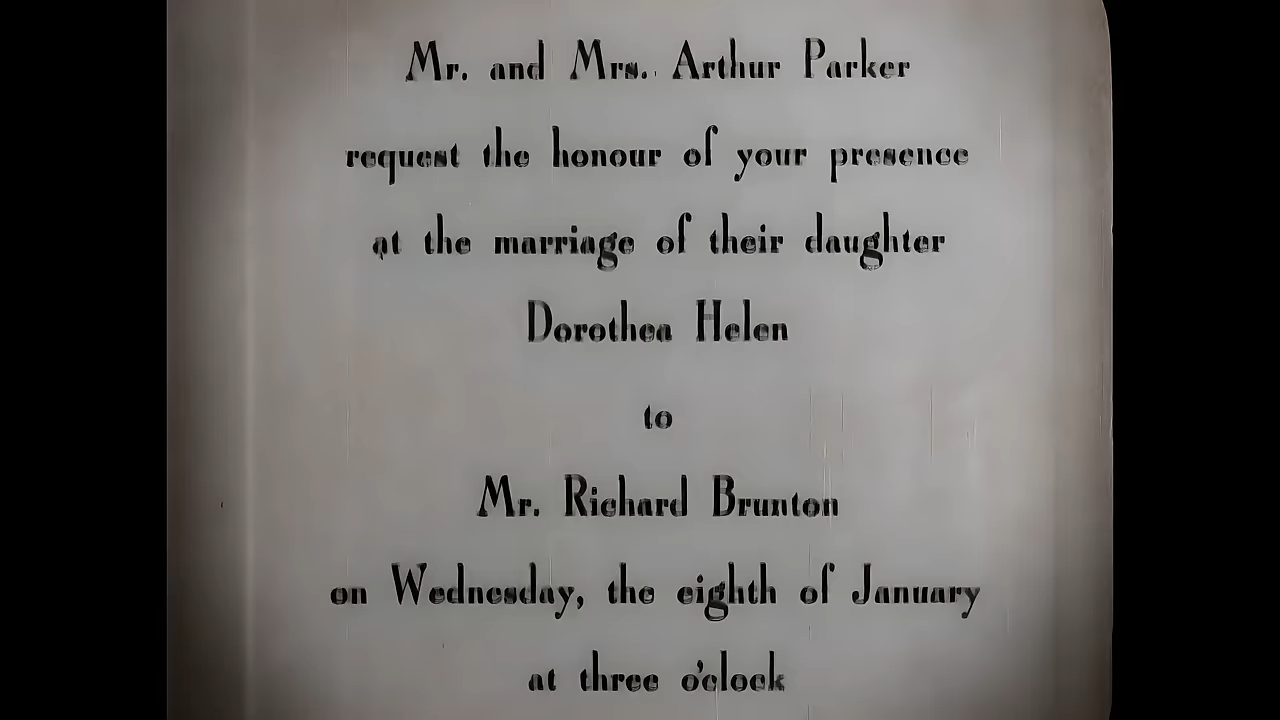 Mr. and Mrs. Arthur Parker
request the honour of your presence
at the marriage of their daughter
Dorothea Helen
to
Mr. Richard Brunton
on Wednesday, the eighth of January
at three o'clock